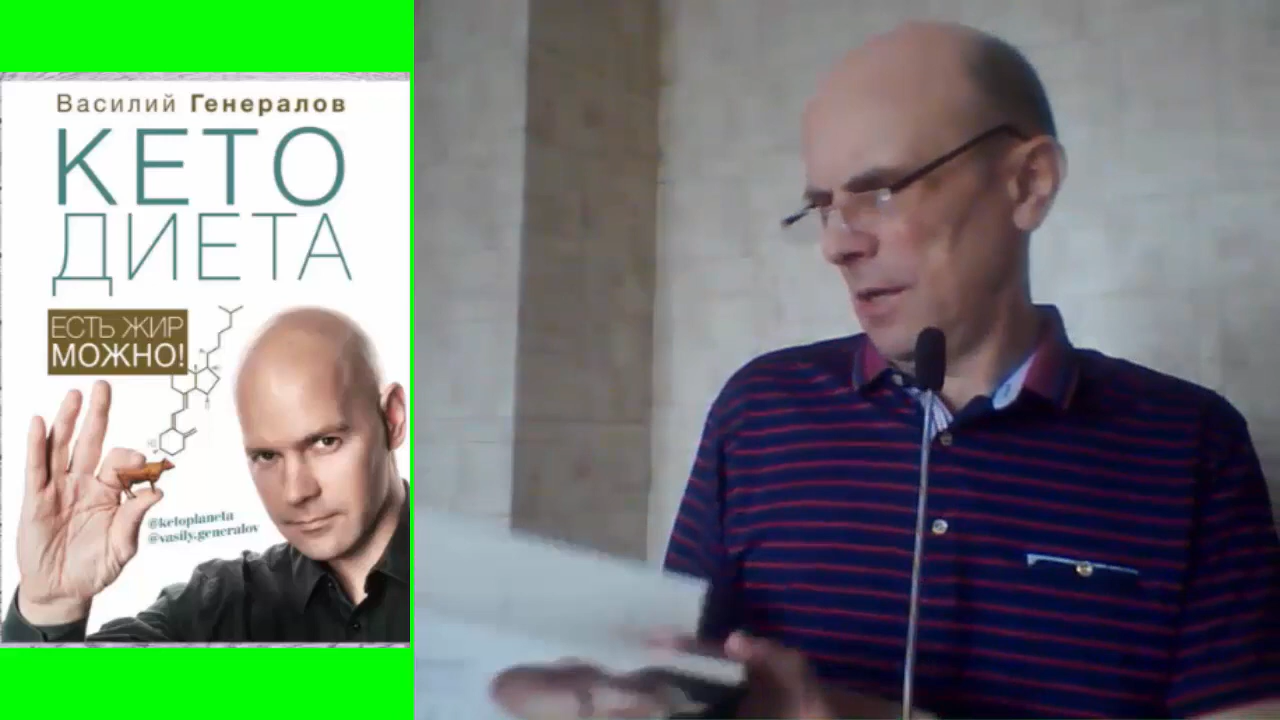 Василий Генералов
КЕТО
ДИЕТА
ЕСТЬ ЖИР
МОЖНО!
@ketoplaneta
@vasily.generalov